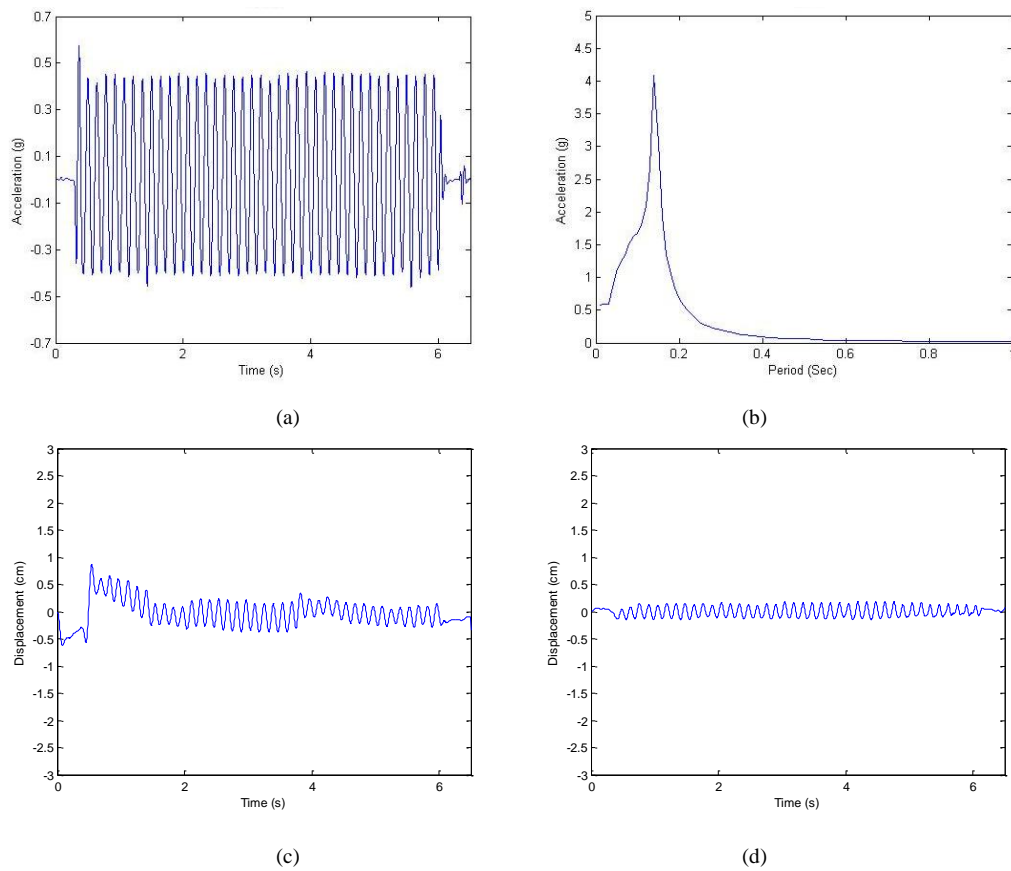 0.7
0.5
0.3
0.1
-0.1
-0.3
-0.5
-0.7
Acceleration (g)
0 2 4 6
Time (s)
(a)
5
4.5
4
3.5
3
2.5
2
1.5
1
0.5
0
Acceleration (g)
0 0.2 0.4 0.6 0.8 1
Period (Sec)
(b)
3
2.5
2
1.5
1
0.5
0
-0.5
-1
-1.5
-2
-2.5
-3
Displacement (cm)
0 2 4 6
Time (s)
(c)
3
2.5
2
1.5
1
0.5
0
-0.5
-1
-1.5
-2
-2.5
-3
Displacement (cm)
0 2 4 6
Time (s)
(d)